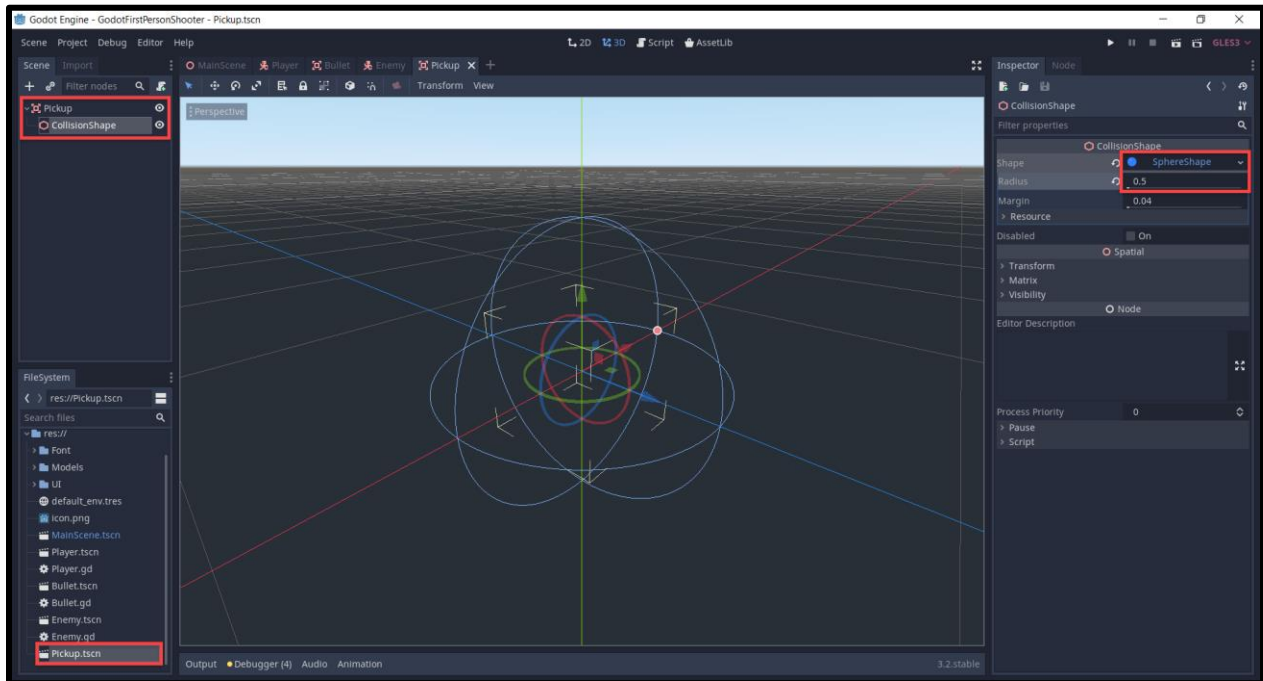 Godot Engine - GodotFirstPersonShooter - Pickup.tscn
Scene Project Debug Editor Help
2D 3D Script AssetLib
GLES3
Scene Import
Filter nodes
Pickup
CollisionShape
MainScene Player Bullet Enemy Pickup
Transform View
Perspective
FileSystem
res://Pickup.tscn
Search files
res://
Font
Models
UI
default_env.tres
icon.png
MainScene.tscn
Player.tscn
Player.gd
Bullet.tscn
Bullet.gd
Enemy.tscn
Enemy.gd
Pickup.tscn
Output Debugger (4) Audio Animation
3.2.stable
Inspector Node
CollisionShape
Filter properties
CollisionShape
Shape SphereShape
Radius 0.5
Margin 0.04
> Resource
Disabled On
Spatial
> Transform
> Matrix
> Visibility
Node
Editor Description
Process Priority 0
> Pause
> Script